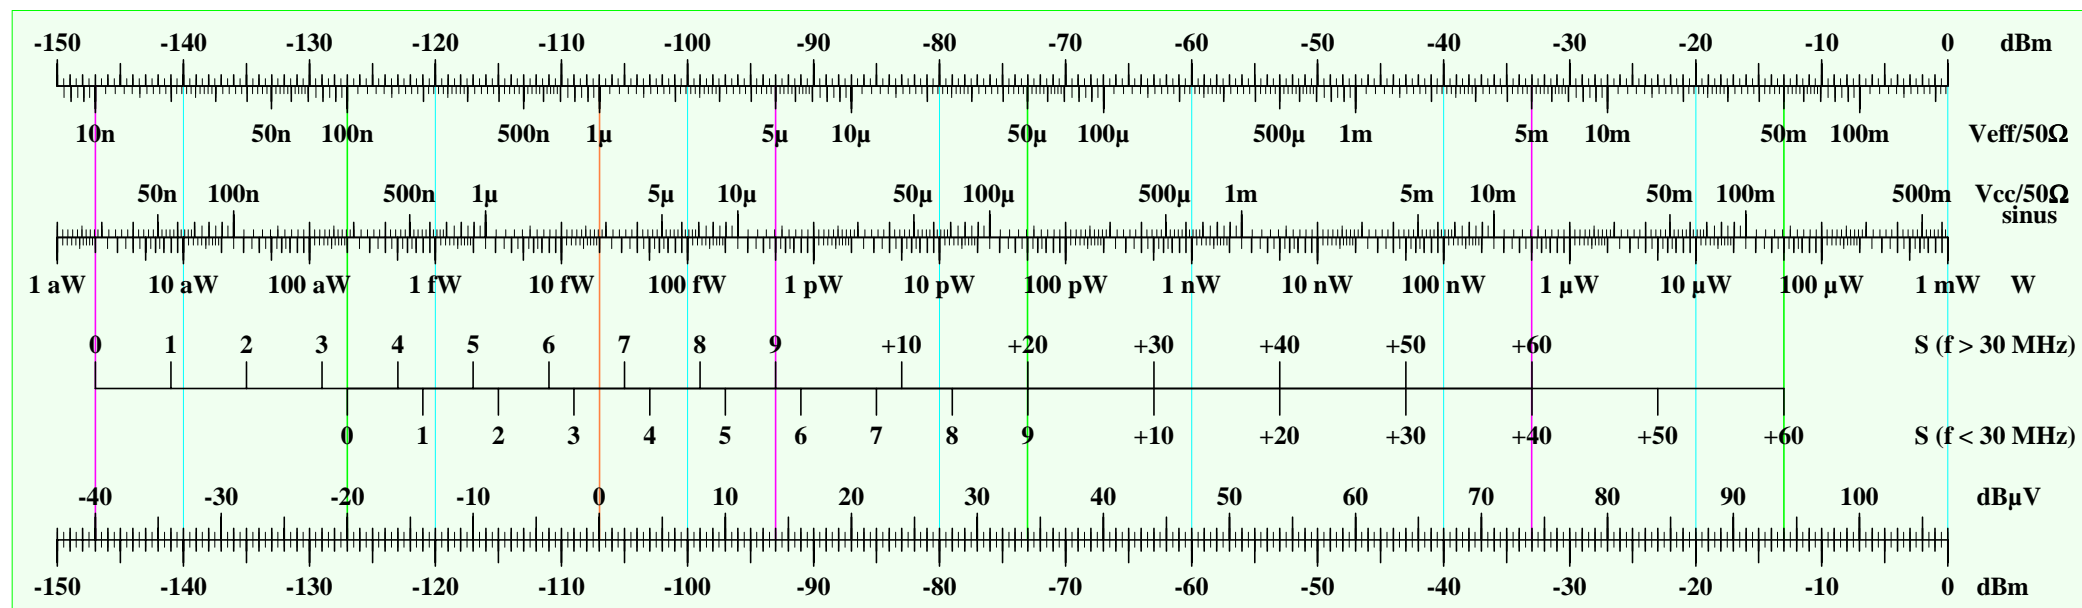 -150 -140 -130 -120 -110 -100 -90 -80 -70 -60 -50 -40 -30 -20 -10 0 dBm
10n 50n 100n 500n 1µ 5µ 10µ 50µ 100µ 500µ 1m 5m 10m 50m 100m Veff/50Ω
50n 100n 500n 1µ 5µ 10µ 50µ 100µ 500µ 1m 5m 10m 50m 100m 500m Vcc/50Ω
sinus
1 aW 10 aW 100 aW 1 fW 10 fW 100 fW 1 pW 10 pW 100 pW 1 nW 10 nW 100 nW 1 µW 10 µW 100 µW 1 mW W
0 1 2 3 4 5 6 7 8 9 +10 +20 +30 +40 +50 +60 S (f > 30 MHz)
0 1 2 3 4 5 6 7 8 9 +10 +20 +30 +40 +50 +60 S (f < 30 MHz)
-40 -30 -20 -10 0 10 20 30 40 50 60 70 80 90 100 dBµV
-150 -140 -130 -120 -110 -100 -90 -80 -70 -60 -50 -40 -30 -20 -10 0 dBm